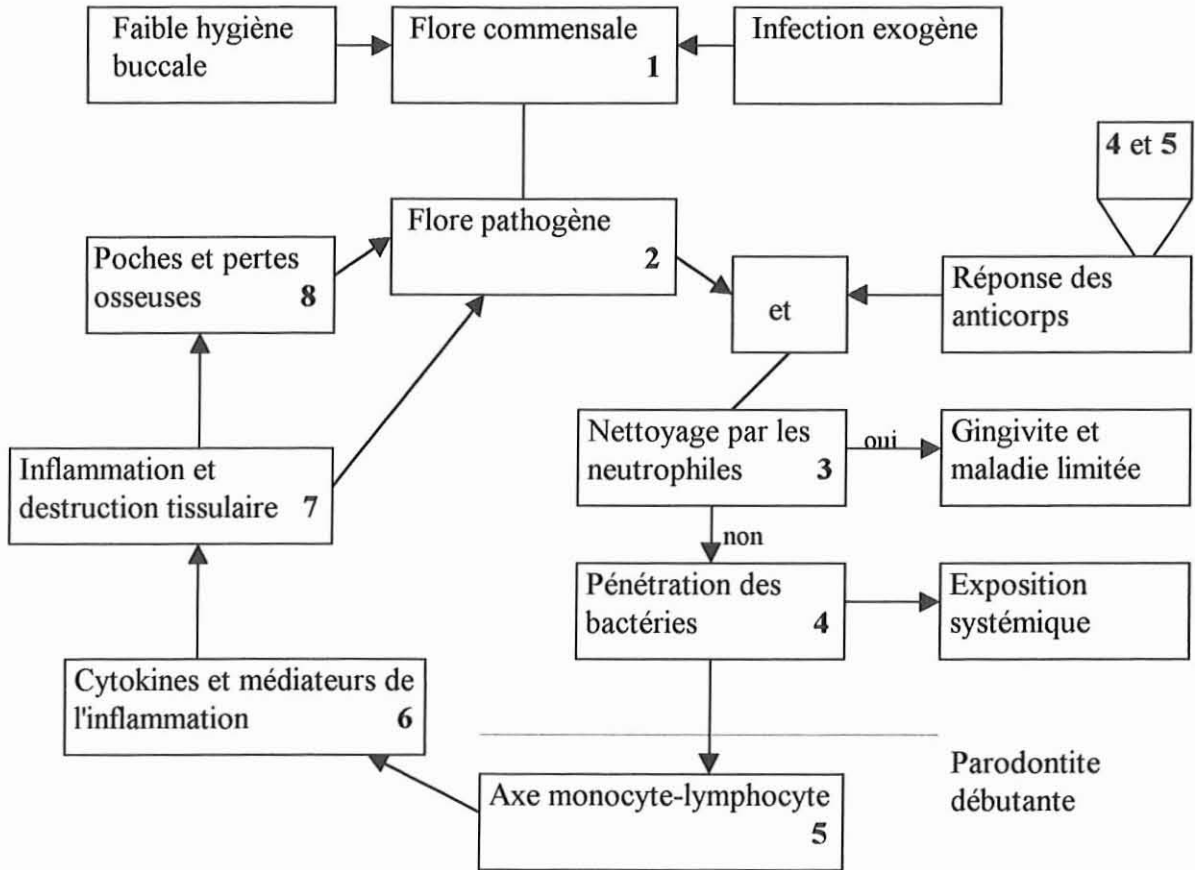 Faible hygiène
buccale
Flore commensale
1
Infection exogène
4 et 5
Flore pathogène
2
Poches et pertes
osseuses 8
et
Réponse des
anticorps
Nettoyage par les
neutrophiles 3
oui
Gingivite et
maladie limitée
Inflammation et
destruction tissulaire 7
non
Pénétration des
bactéries 4
Exposition
systémique
Cytokines et médiateurs de
l'inflammation 6
Parodontite
débutante
Axe monocyte-lymphocyte
5